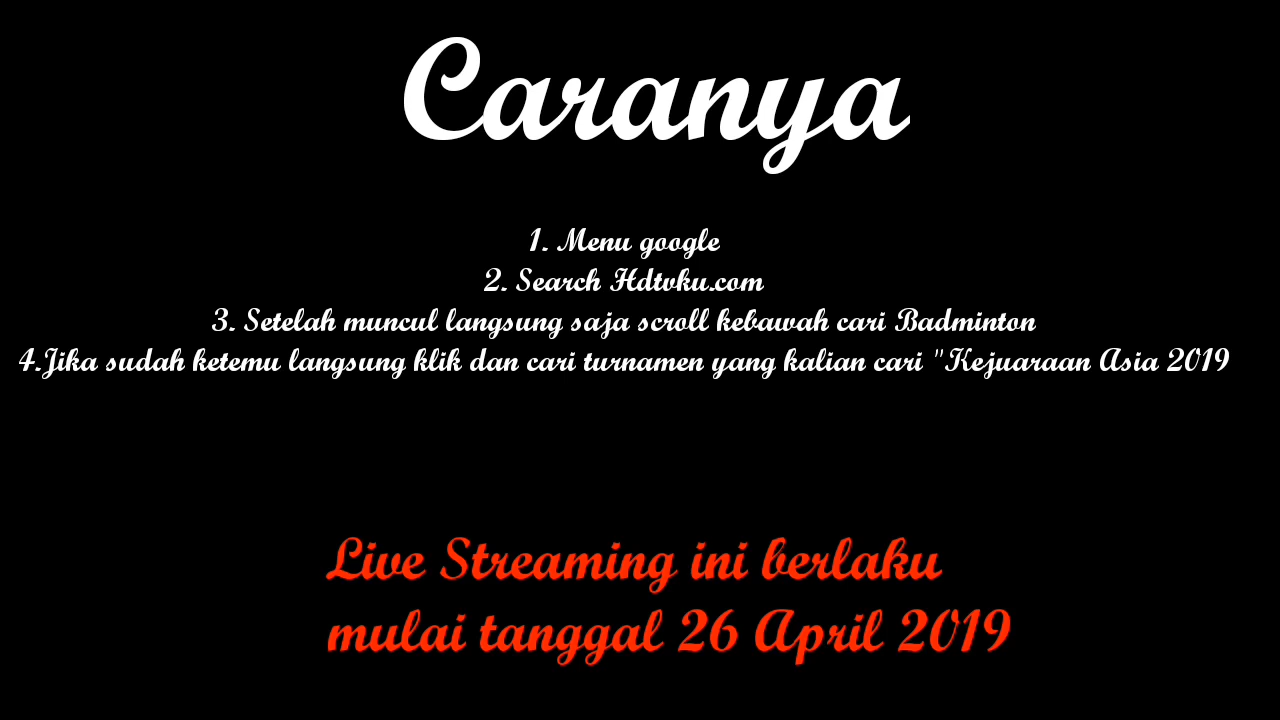 Caranya
1. Menu google
2. Search Hdtvku.com
3. Setelah muncul langsung saja scroll kebawah cari Badminton
4.Jika sudah ketemu langsung klik dan cari turnamen yang kalian cari "Kejuaraan Asia 2019
Live Streaming ini berlaku
mulai tanggal 26 April 2019